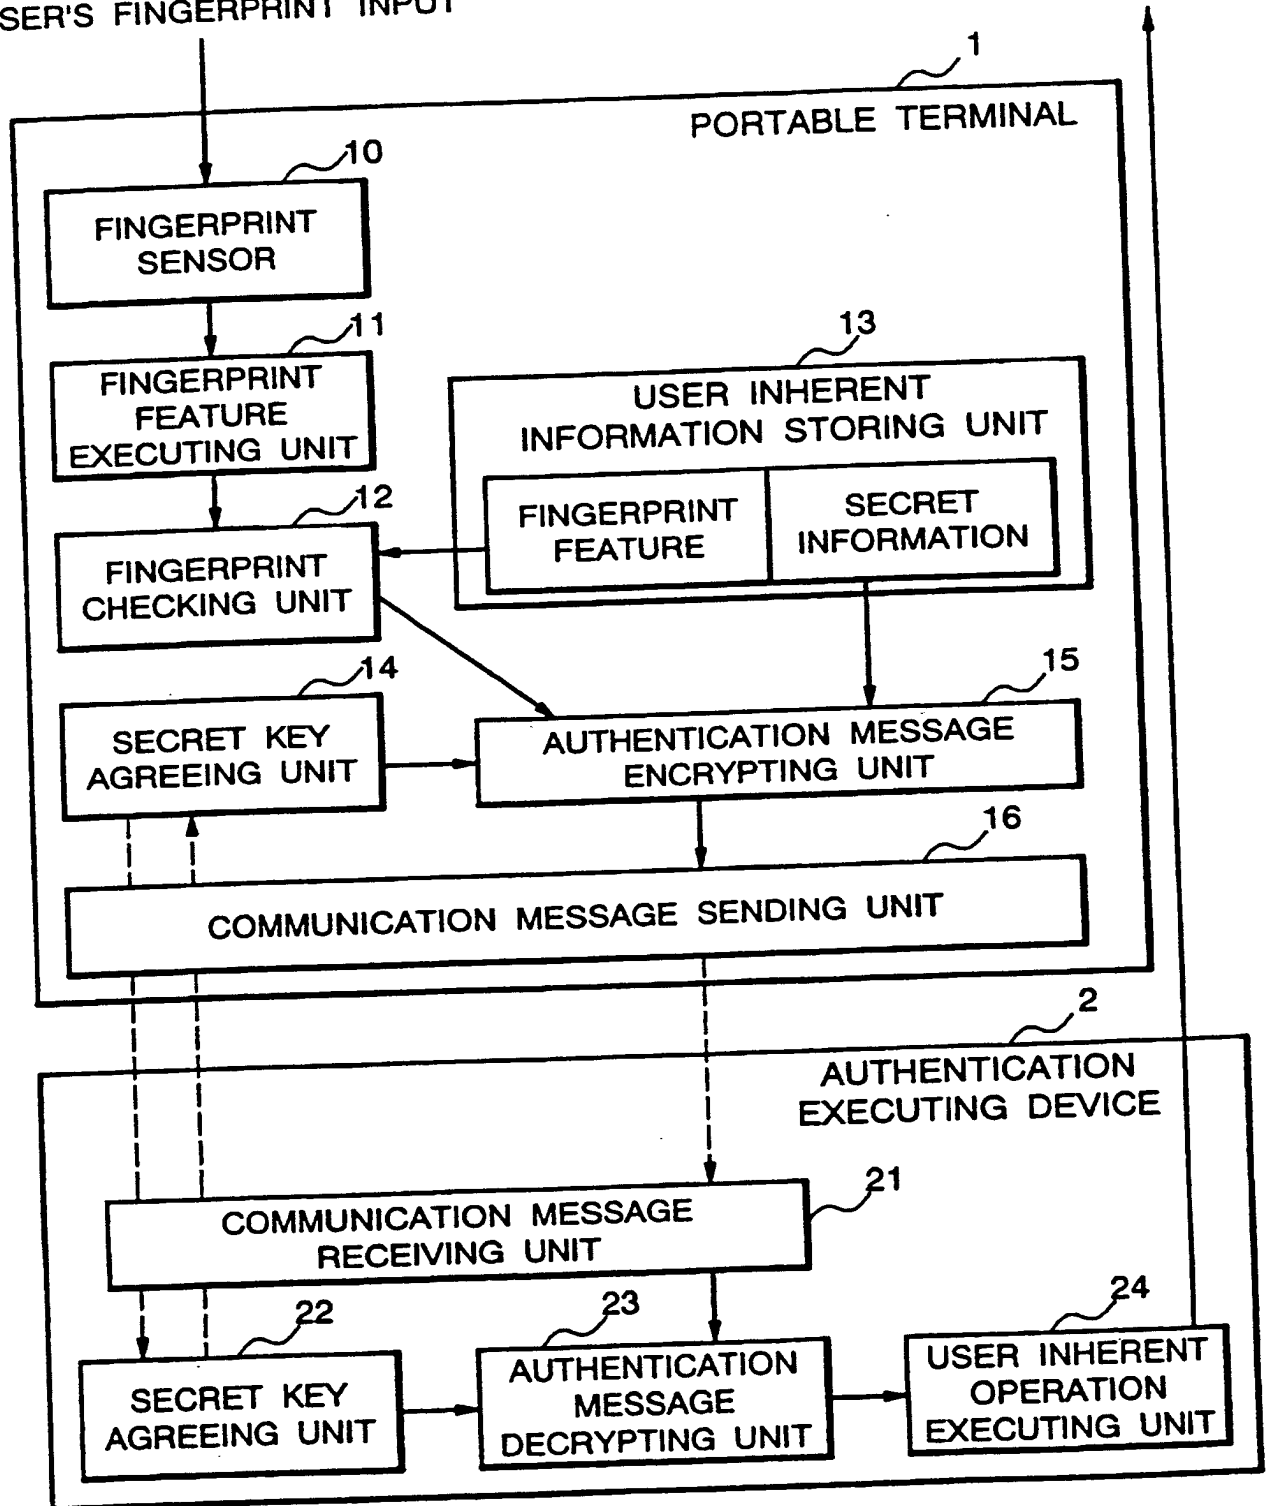 SER'S FINGERPRINT INPUT
1
PORTABLE TERMINAL
10
FINGERPRINT
SENSOR
11
FINGERPRINT
FEATURE
EXECUTING UNIT
13
USER INHERENT
INFORMATION STORING UNIT
FINGERPRINT
FEATURE
SECRET
INFORMATION
12
FINGERPRINT
CHECKING UNIT
14
SECRET KEY
AGREEING UNIT
15
AUTHENTICATION MESSAGE
ENCRYPTING UNIT
16
COMMUNICATION MESSAGE SENDING UNIT
2
AUTHENTICATION
EXECUTING DEVICE
21
COMMUNICATION MESSAGE
RECEIVING UNIT
22
SECRET KEY
AGREEING UNIT
23
AUTHENTICATION
MESSAGE
DECRYPTING UNIT
24
USER INHERENT
OPERATION
EXECUTING UNIT